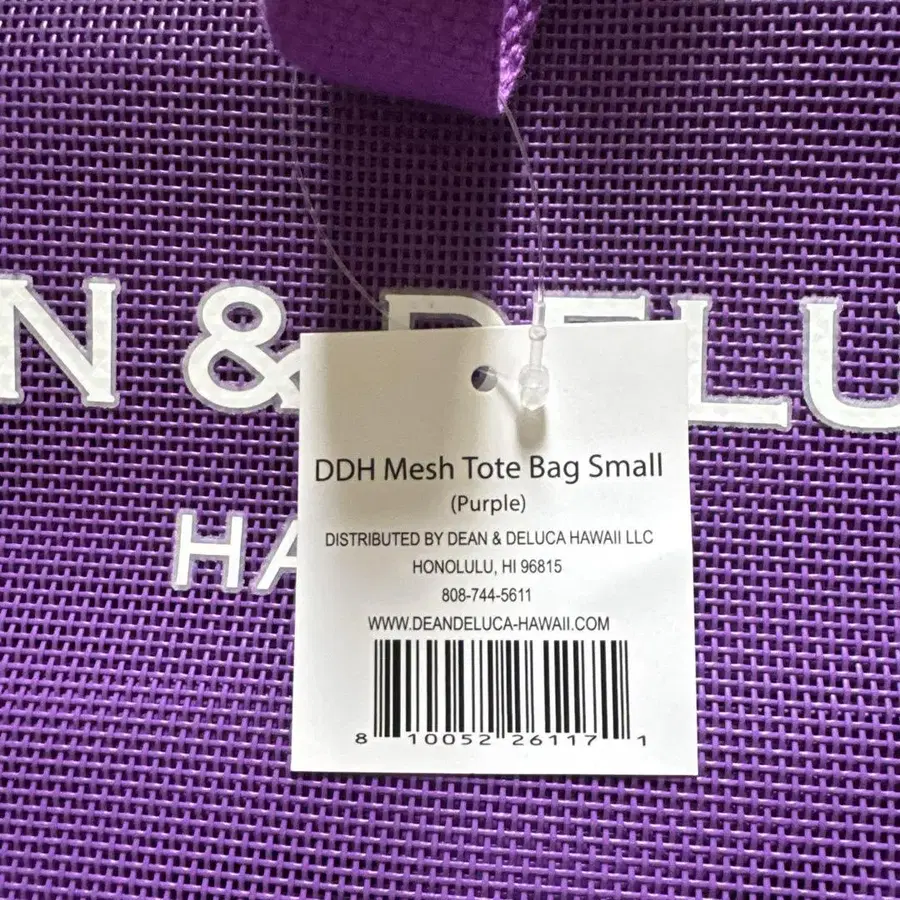 N & DELU
HA
DDH Mesh Tote Bag Small
(Purple)
DISTRIBUTED BY DEAN & DELUCA HAWAII LLC
HONOLULU, HI 96815
808-744-5611
WWW.DEANDELUCA-HAWAII.COM
8 10052 26117 1